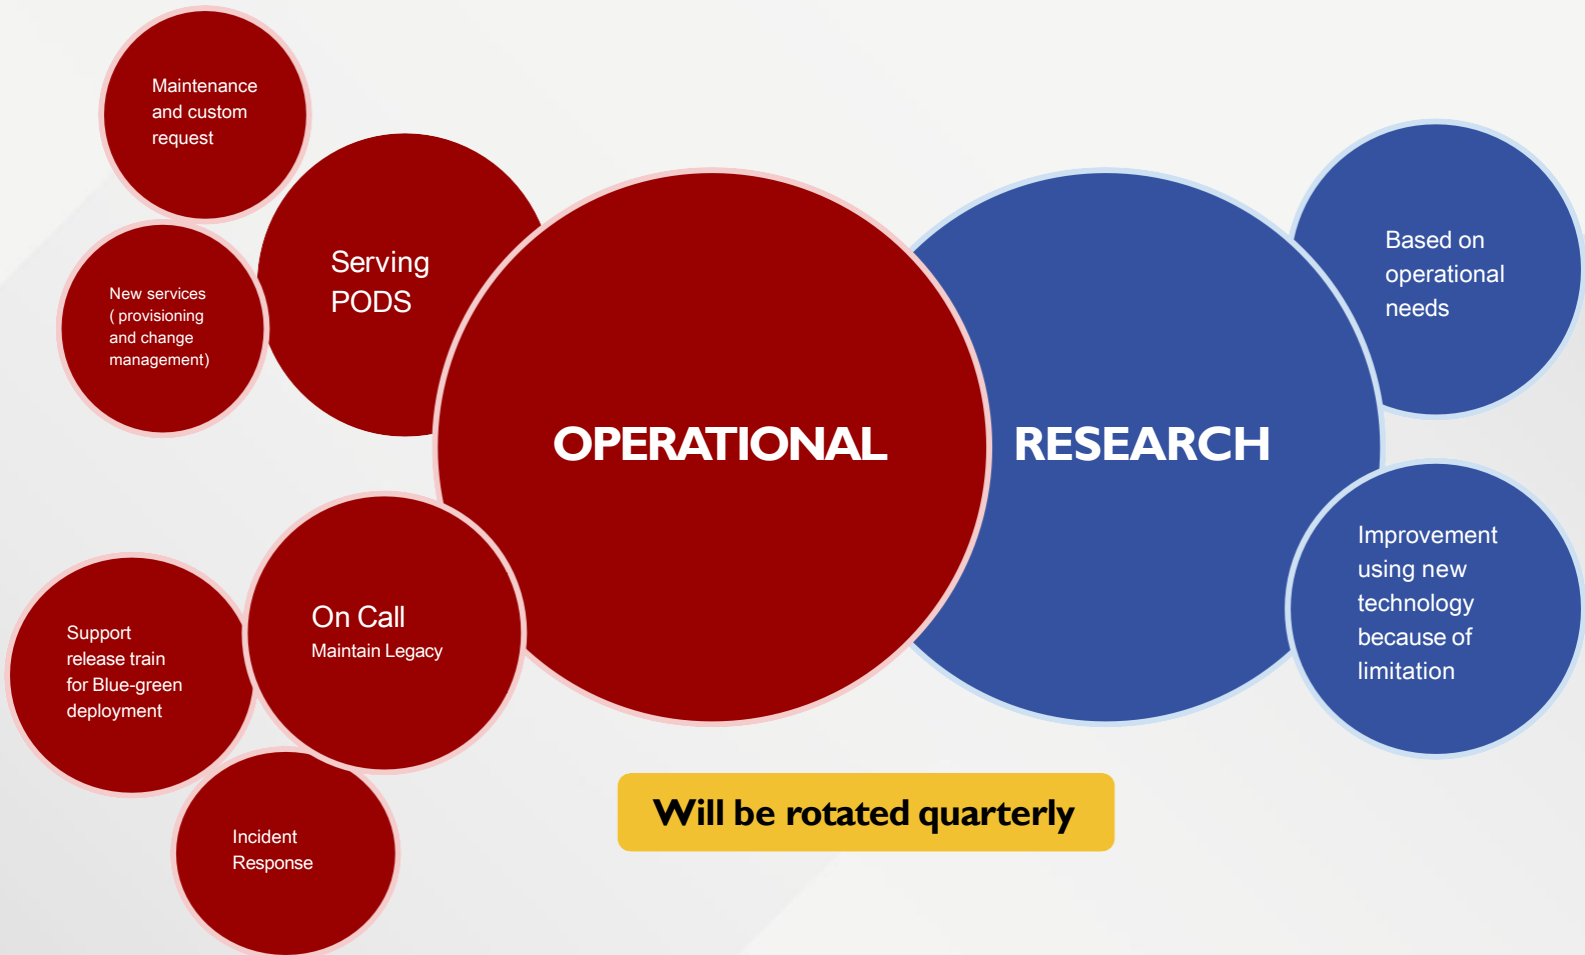 Maintenance
and custom
request
New services
( provisioning
and change
management)
Serving
PODS
OPERATIONAL
RESEARCH
Based on
operational
needs
Improvement
using new
technology
because of
limitation
On Call
Maintain Legacy
Support
release train
for Blue-green
deployment
Incident
Response
Will be rotated quarterly